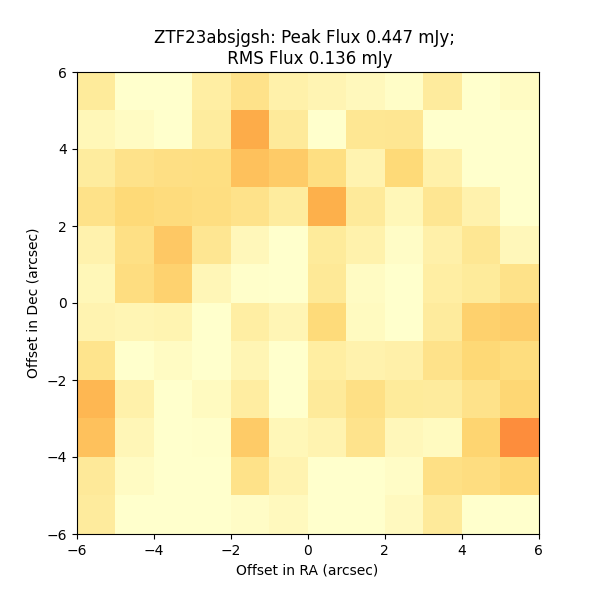 ZTF23absjgsh: Peak Flux 0.447 mJy;
RMS Flux 0.136 mJy
6
4
2
0
−2
−4
−6
Offset in Dec (arcsec)
−6 −4 −2 0 2 4 6
Offset in RA (arcsec)